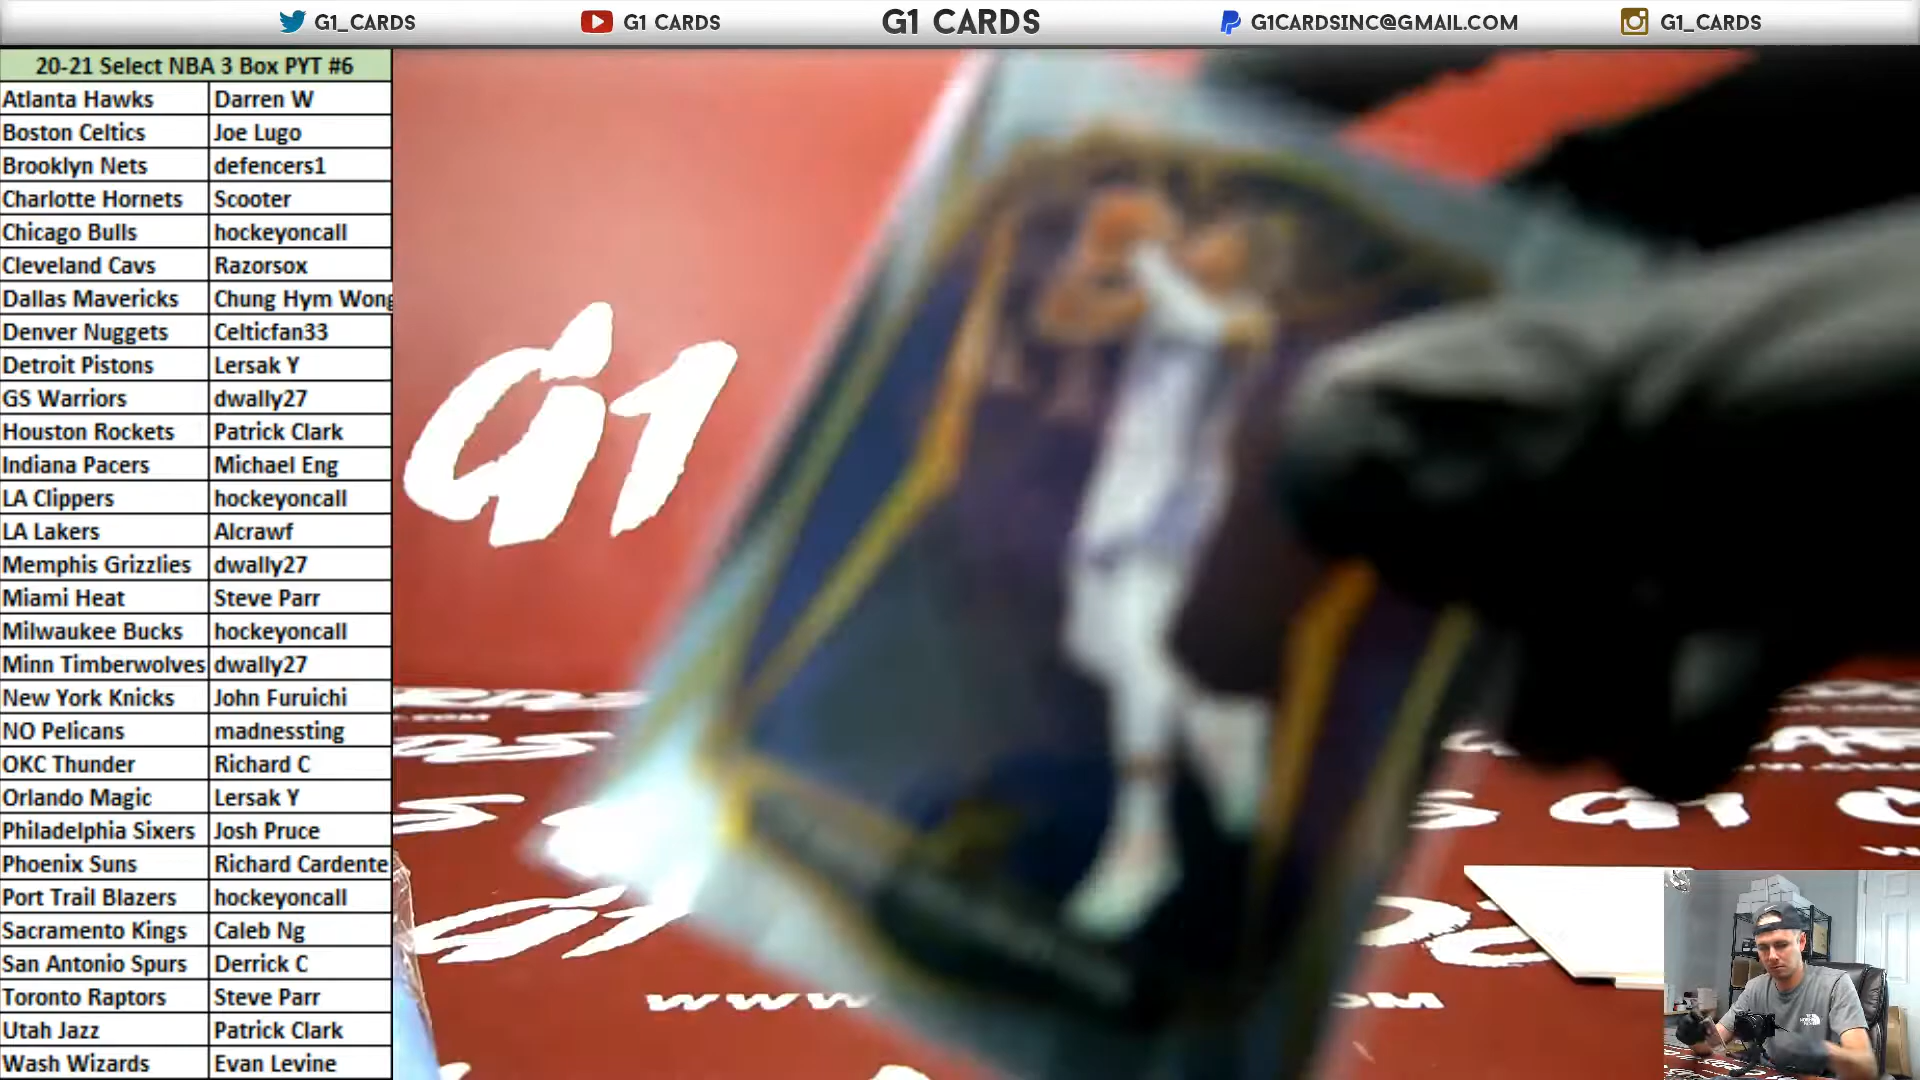 G1_CARDS G1 CARDS G1 CARDS G1CARDSINC@GMAIL.COM G1_CARDS
20-21 Select NBA 3 Box PYT #6
Atlanta Hawks Darren W
Boston Celtics Joe Lugo
Brooklyn Nets defencers1
Charlotte Hornets Scooter
Chicago Bulls hockeyoncall
Cleveland Cavs Razorsox
Dallas Mavericks Chung Hym Wong
Denver Nuggets Celticfan33
Detroit Pistons Lersak Y
GS Warriors dwally27
Houston Rockets Patrick Clark
Indiana Pacers Michael Eng
LA Clippers hockeyoncall
LA Lakers Alcrawf
Memphis Grizzlies dwally27
Miami Heat Steve Parr
Milwaukee Bucks hockeyoncall
Minn Timberwolves dwally27
New York Knicks John Furuichi
NO Pelicans madnessting
OKC Thunder Richard C
Orlando Magic Lersak Y
Philadelphia Sixers Josh Pruce
Phoenix Suns Richard Cardente
Port Trail Blazers hockeyoncall
Sacramento Kings Caleb Ng
San Antonio Spurs Derrick C
Toronto Raptors Steve Parr
Utah Jazz Patrick Clark
Wash Wizards Evan Levine
G1
G1